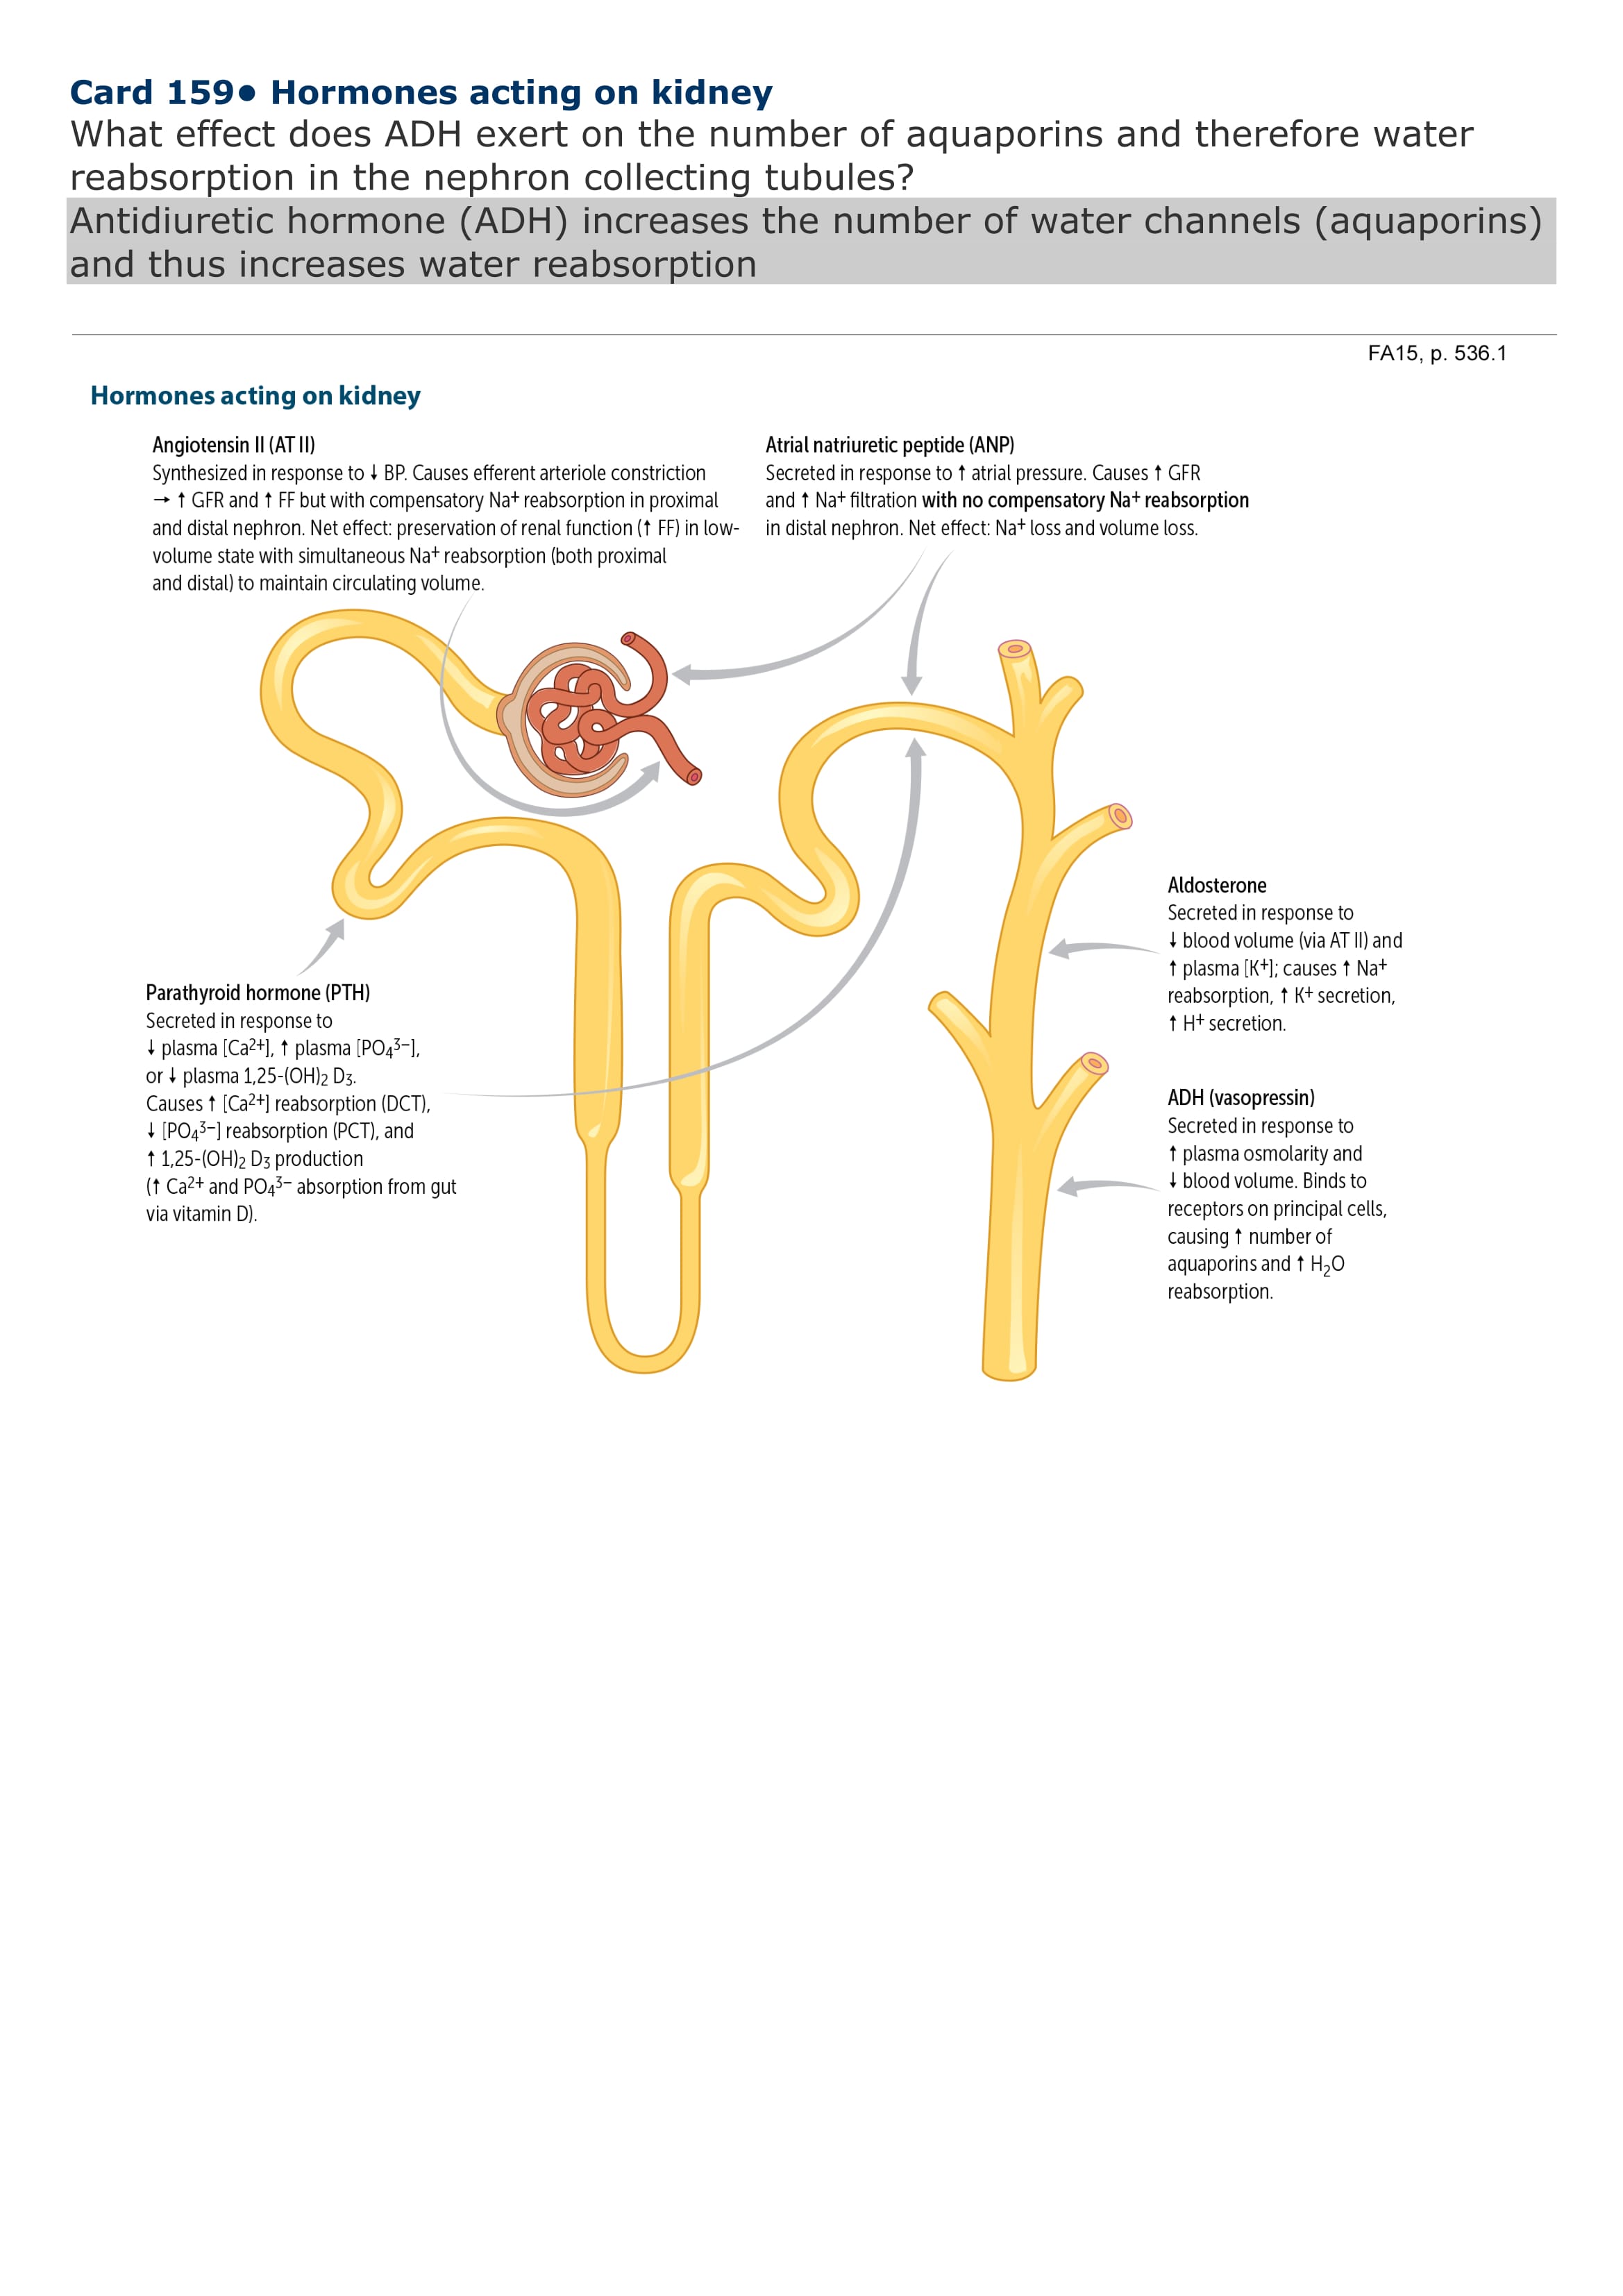 Card 159● Hormones acting on kidney
What effect does ADH exert on the number of aquaporins and therefore water
reabsorption in the nephron collecting tubules?
Antidiuretic hormone (ADH) increases the number of water channels (aquaporins)
and thus increases water reabsorption
FA15, p. 536.1
Hormones acting on kidney
Angiotensin II (AT II)
Synthesized in response to ↓ BP. Causes efferent arteriole constriction
→ ↑ GFR and ↑ FF but with compensatory Na⁺ reabsorption in proximal
and distal nephron. Net effect: preservation of renal function (↑ FF) in low-
volume state with simultaneous Na⁺ reabsorption (both proximal
and distal) to maintain circulating volume.
Atrial natriuretic peptide (ANP)
Secreted in response to ↑ atrial pressure. Causes ↑ GFR
and ↑ Na⁺ filtration with no compensatory Na⁺ reabsorption
in distal nephron. Net effect: Na⁺ loss and volume loss.
Parathyroid hormone (PTH)
Secreted in response to
↓ plasma [Ca²⁺], ↑ plasma [PO₄³⁻],
or ↓ plasma 1,25-(OH)₂ D₃.
Causes ↑ [Ca²⁺] reabsorption (DCT),
↓ [PO₄³⁻] reabsorption (PCT), and
↑ 1,25-(OH)₂ D₃ production
(↑ Ca²⁺ and PO₄³⁻ absorption from gut
via vitamin D).
Aldosterone
Secreted in response to
↓ blood volume (via AT II) and
↑ plasma [K⁺]; causes ↑ Na⁺
reabsorption, ↑ K⁺ secretion,
↑ H⁺ secretion.
ADH (vasopressin)
Secreted in response to
↑ plasma osmolarity and
↓ blood volume. Binds to
receptors on principal cells,
causing ↑ number of
aquaporins and ↑ H₂O
reabsorption.